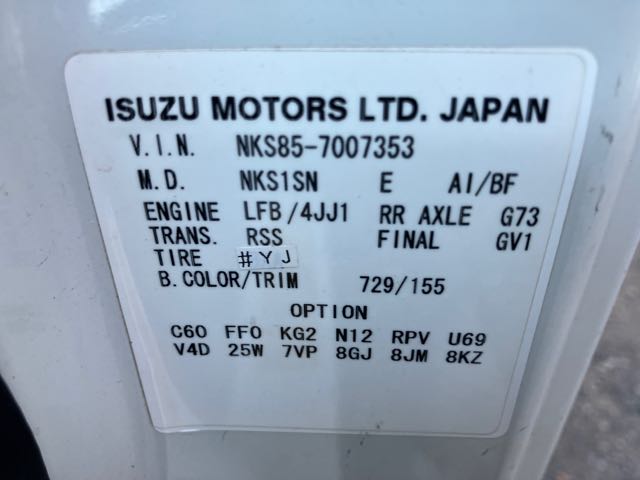 ISUZU MOTORS LTD. JAPAN
V.I.N. NKS85-7007353
M.D. NKS1SN E AI/BF
ENGINE LFB/4JJ1 RR AXLE G73
TRANS. RSS FINAL GV1
TIRE #YJ
B.COLOR/TRIM 729/155
OPTION
C60 FF0 KG2 N12 RPV U69
V4D 25W 7VP 8GJ 8JM 8KZ